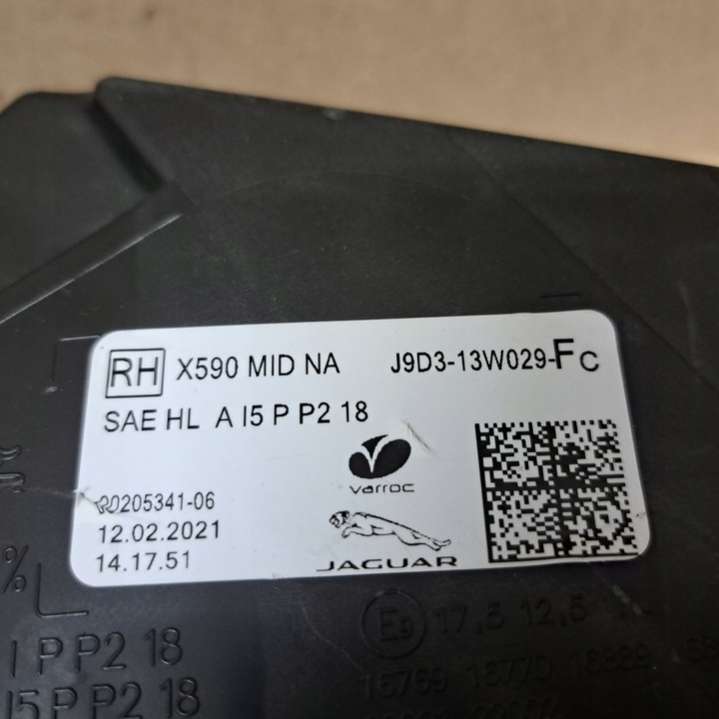 RH X590 MID NA J9D3-13W029-FC
SAE HL A I5 P P2 18
varroc
0205341-06
12.02.2021
14.17.51
JAGUAR
%
E9 17,5 12,5
I P P2 18
I5 P P2 18